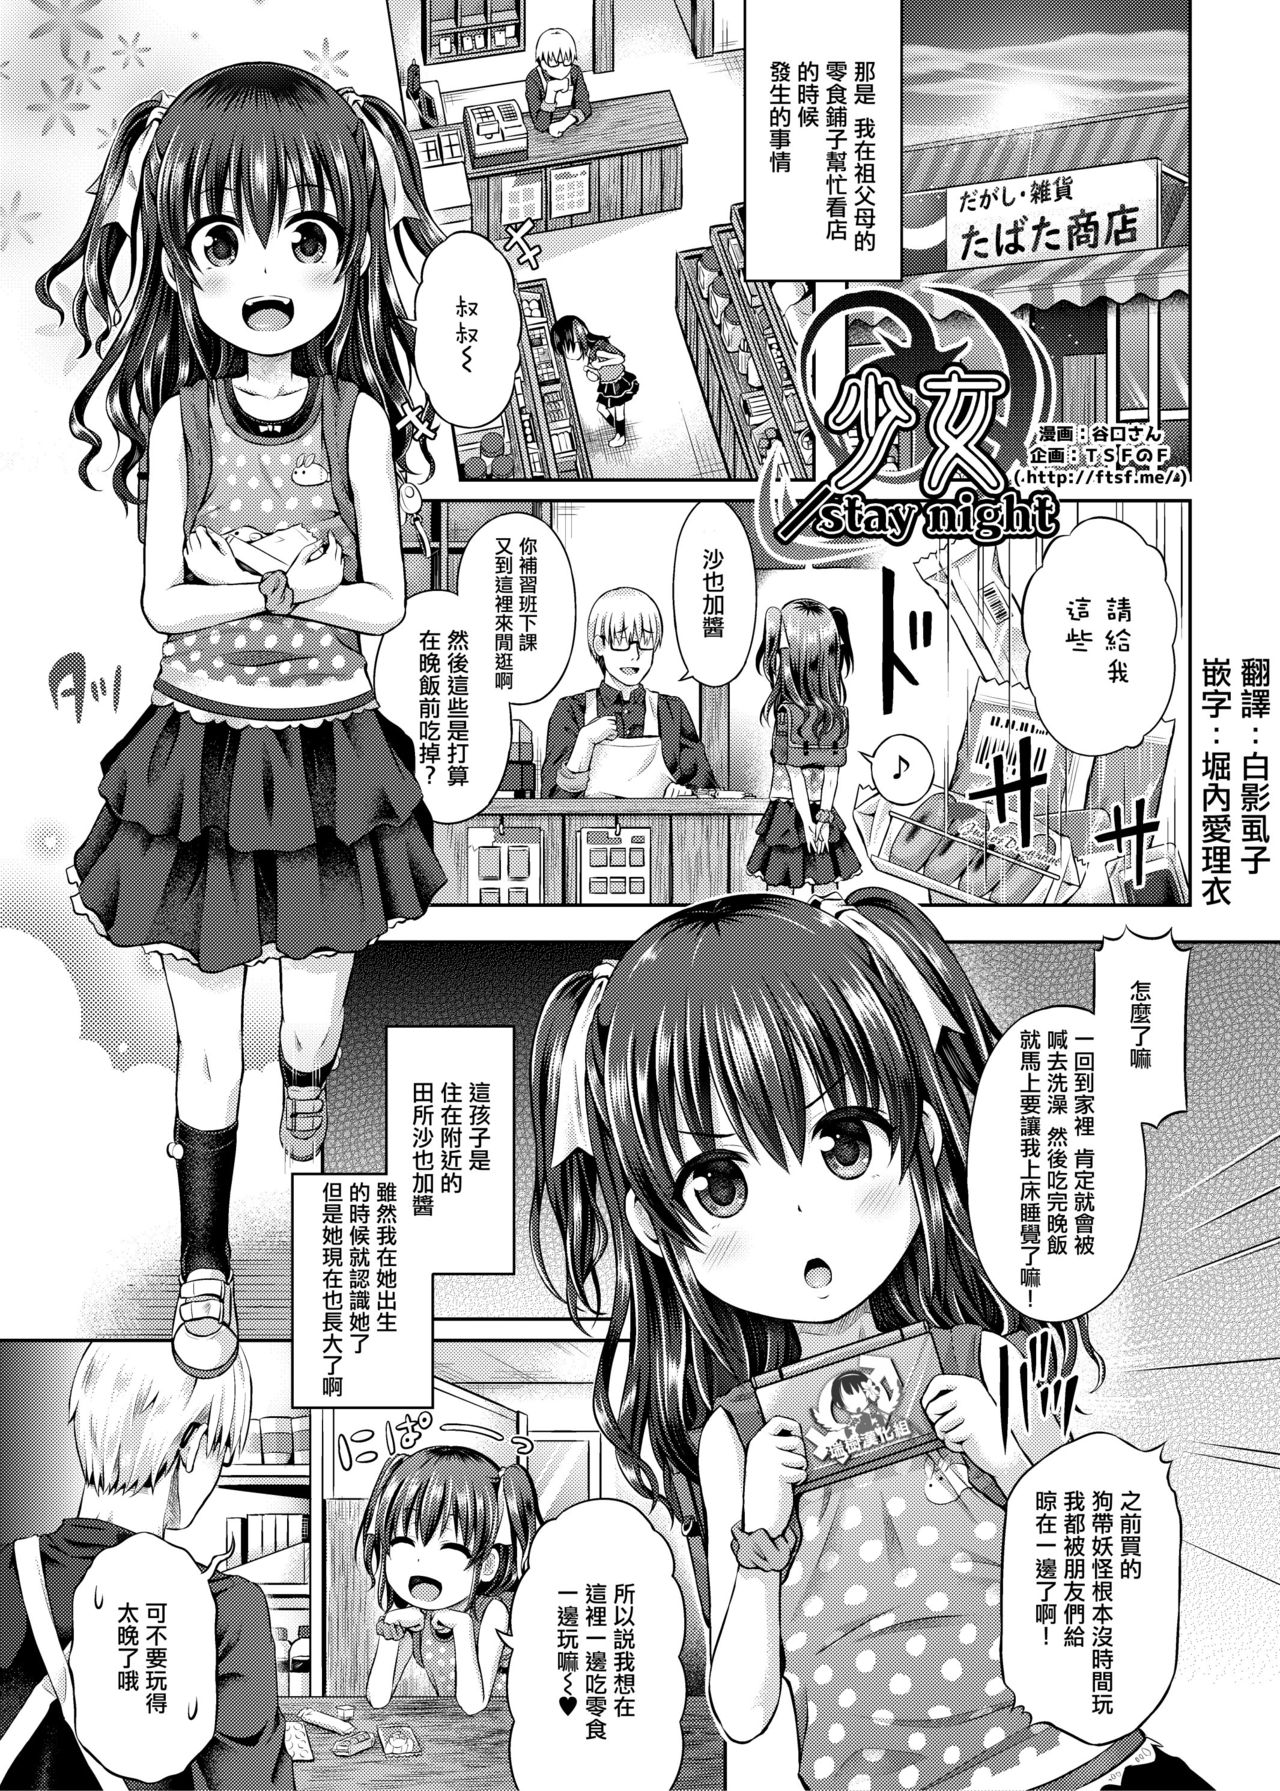 那是 我在祖父母的
零食鋪子幫忙看店
的時候
發生的事情
だがし・雑貨
たばた商店
叔叔～
少女
stay night
漫画：谷口さん
企画：TSFのF
(http://ftsf.me/)
請給我
這些
沙也加醬
你補習班下課
又到這裡來閒逛啊
然後這些是打算
在晚飯前吃掉？
♪
翻譯：白影虱子
嵌字：堀內愛理衣
怎麼了嘛
一回到家裡 肯定就會被
喊去洗澡 然後吃完晚飯
就馬上要讓我上床睡覺了嘛！
這孩子是
住在附近的
田所沙也加醬
雖然我在她出生
的時候就認識她了
但是她現在也長大了啊
之前買的
狗帶妖怪根本沒時間玩
我都被朋友們給
晾在一邊了啊！
にぱーっ
所以說我想在
這裡一邊吃零食
一邊玩嘛～♥
可不要玩得
太晚了哦